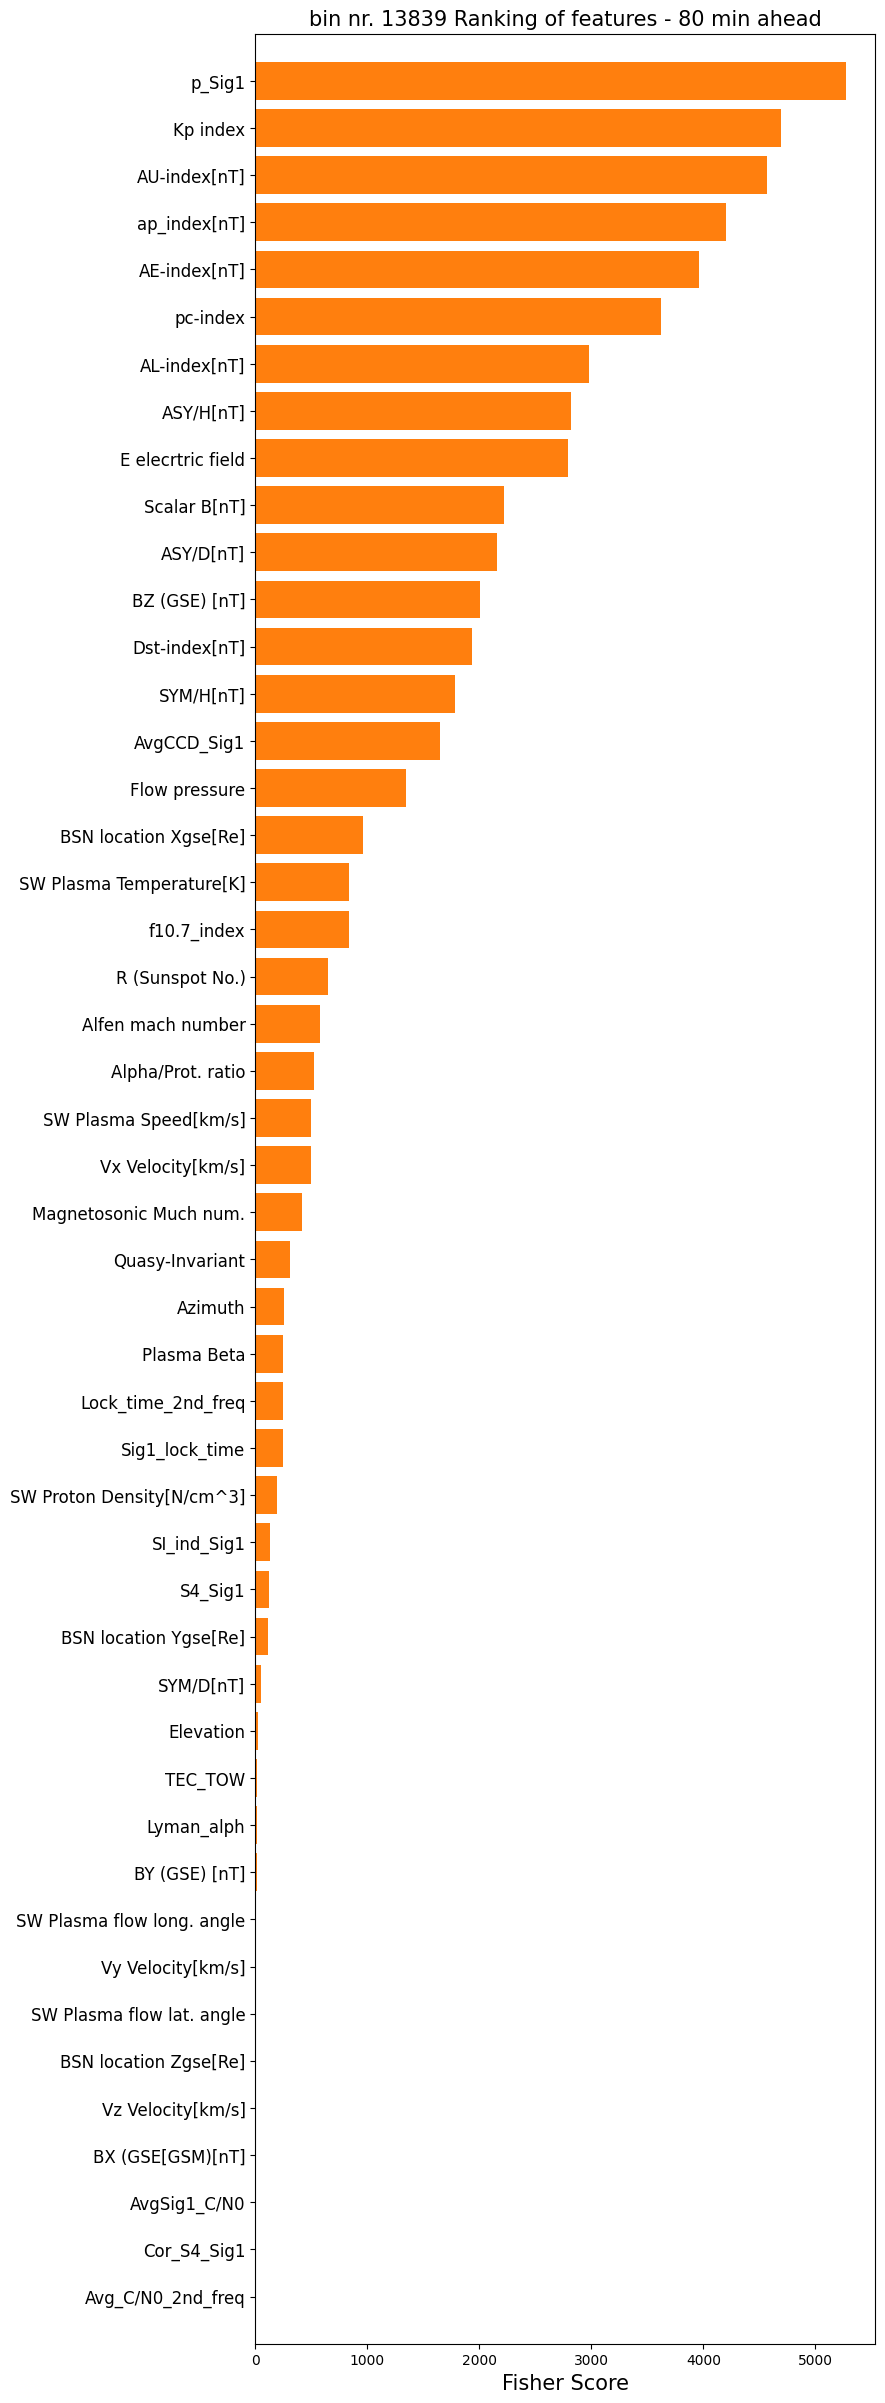 bin nr. 13839 Ranking of features - 80 min ahead
p_Sig1
Kp index
AU-index[nT]
ap_index[nT]
AE-index[nT]
pc-index
AL-index[nT]
ASY/H[nT]
E elecrtric field
Scalar B[nT]
ASY/D[nT]
BZ (GSE) [nT]
Dst-index[nT]
SYM/H[nT]
AvgCCD_Sig1
Flow pressure
BSN location Xgse[Re]
SW Plasma Temperature[K]
f10.7_index
R (Sunspot No.)
Alfen mach number
Alpha/Prot. ratio
SW Plasma Speed[km/s]
Vx Velocity[km/s]
Magnetosonic Much num.
Quasy-Invariant
Azimuth
Plasma Beta
Lock_time_2nd_freq
Sig1_lock_time
SW Proton Density[N/cm^3]
SI_ind_Sig1
S4_Sig1
BSN location Ygse[Re]
SYM/D[nT]
Elevation
TEC_TOW
Lyman_alph
BY (GSE) [nT]
SW Plasma flow long. angle
Vy Velocity[km/s]
SW Plasma flow lat. angle
BSN location Zgse[Re]
Vz Velocity[km/s]
BX (GSE[GSM)[nT]
AvgSig1_C/N0
Cor_S4_Sig1
Avg_C/N0_2nd_freq
0 1000 2000 3000 4000 5000
Fisher Score